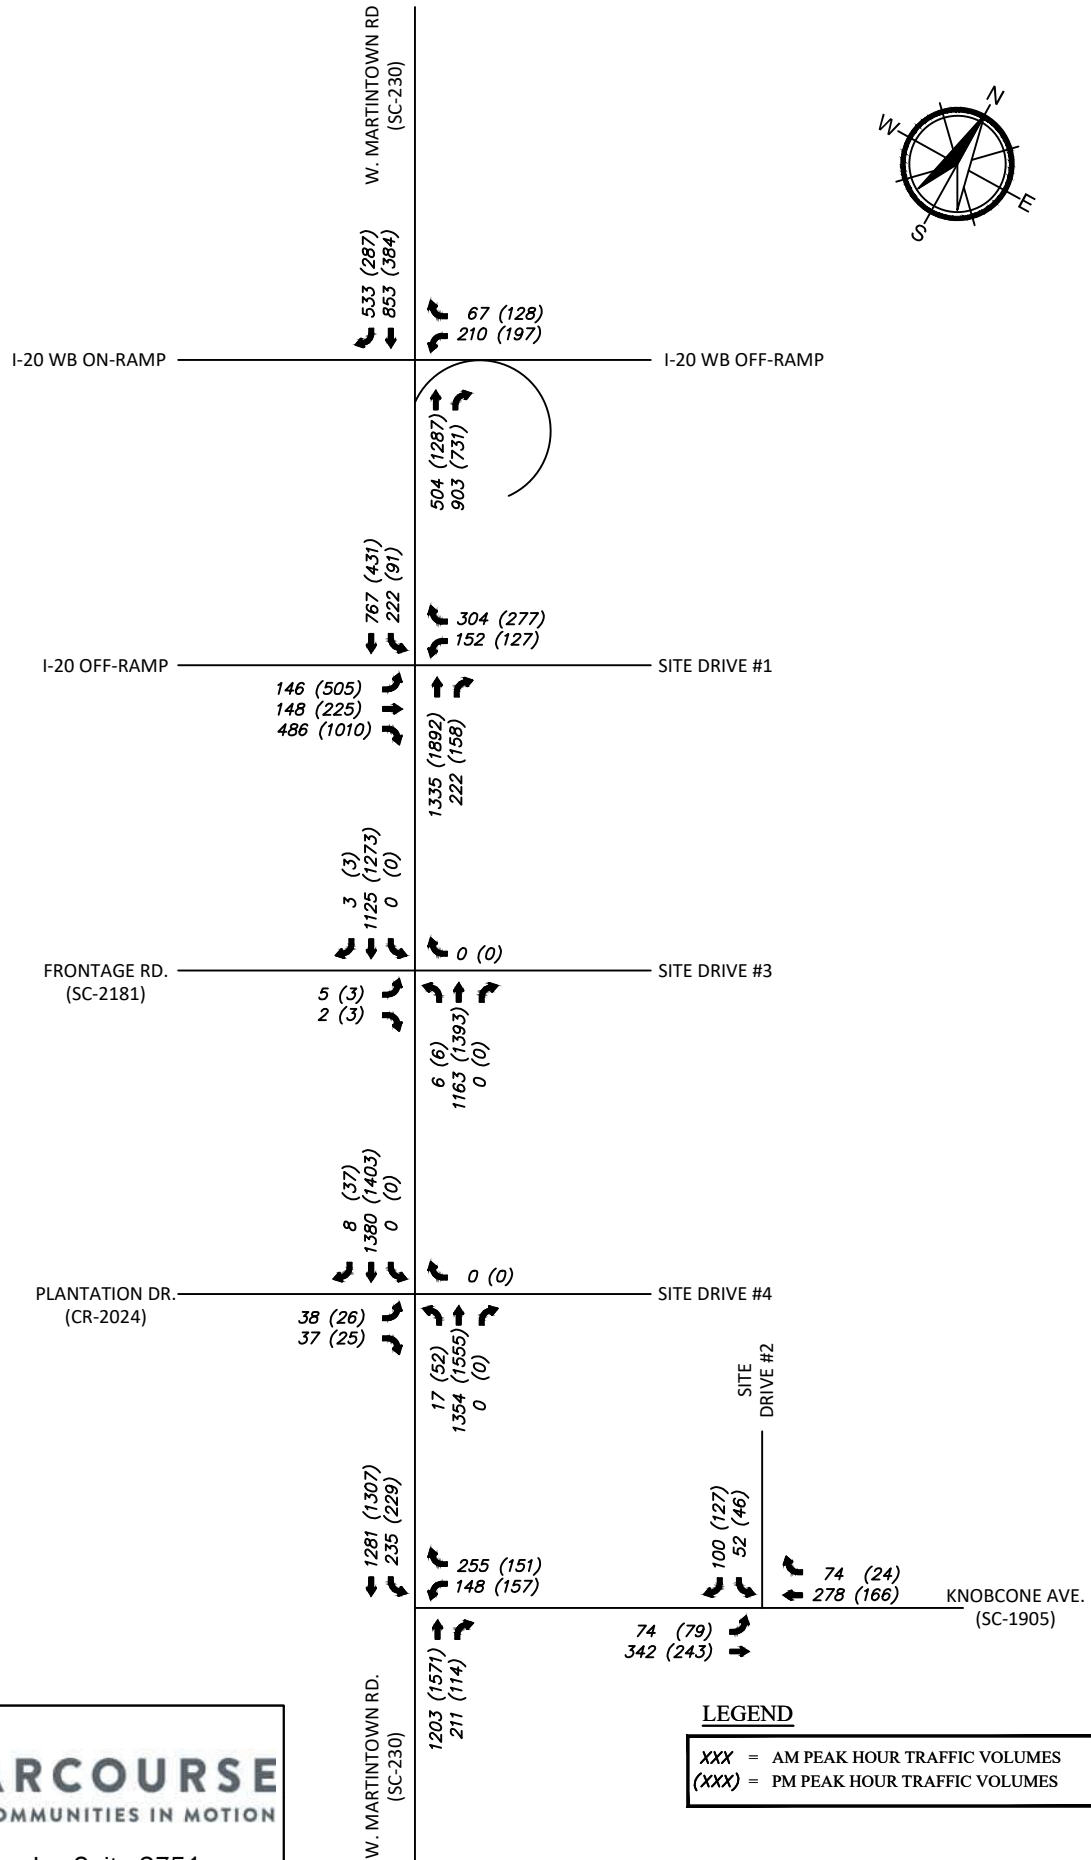 W. MARTINTOWN RD
(SC-230)
N
W
E
S
533 (287)
853 (384)
67 (128)
210 (197)
I-20 WB ON-RAMP
I-20 WB OFF-RAMP
504 (1287)
903 (731)
767 (431)
222 (91)
304 (277)
152 (127)
I-20 OFF-RAMP
SITE DRIVE #1
146 (505)
148 (225)
486 (1010)
1335 (1892)
222 (158)
3 (3)
1125 (1273)
0 (0)
0 (0)
FRONTAGE RD.
(SC-2181)
SITE DRIVE #3
5 (3)
2 (3)
6 (6)
1163 (1393)
0 (0)
8 (37)
1380 (1403)
0 (0)
0 (0)
PLANTATION DR.
(CR-2024)
SITE DRIVE #4
38 (26)
37 (25)
17 (52)
1354 (1555)
0 (0)
SITE
DRIVE #2
1281 (1307)
235 (229)
255 (151)
148 (157)
100 (127)
52 (46)
74 (24)
278 (166)
KNOBCONE AVE.
(SC-1905)
74 (79)
342 (243)
1203 (1571)
211 (114)
W. MARTINTOWN RD.
(SC-230)
LEGEND
XXX = AM PEAK HOUR TRAFFIC VOLUMES
(XXX) = PM PEAK HOUR TRAFFIC VOLUMES
ARCOURSE
OMMUNITIES IN MOTION